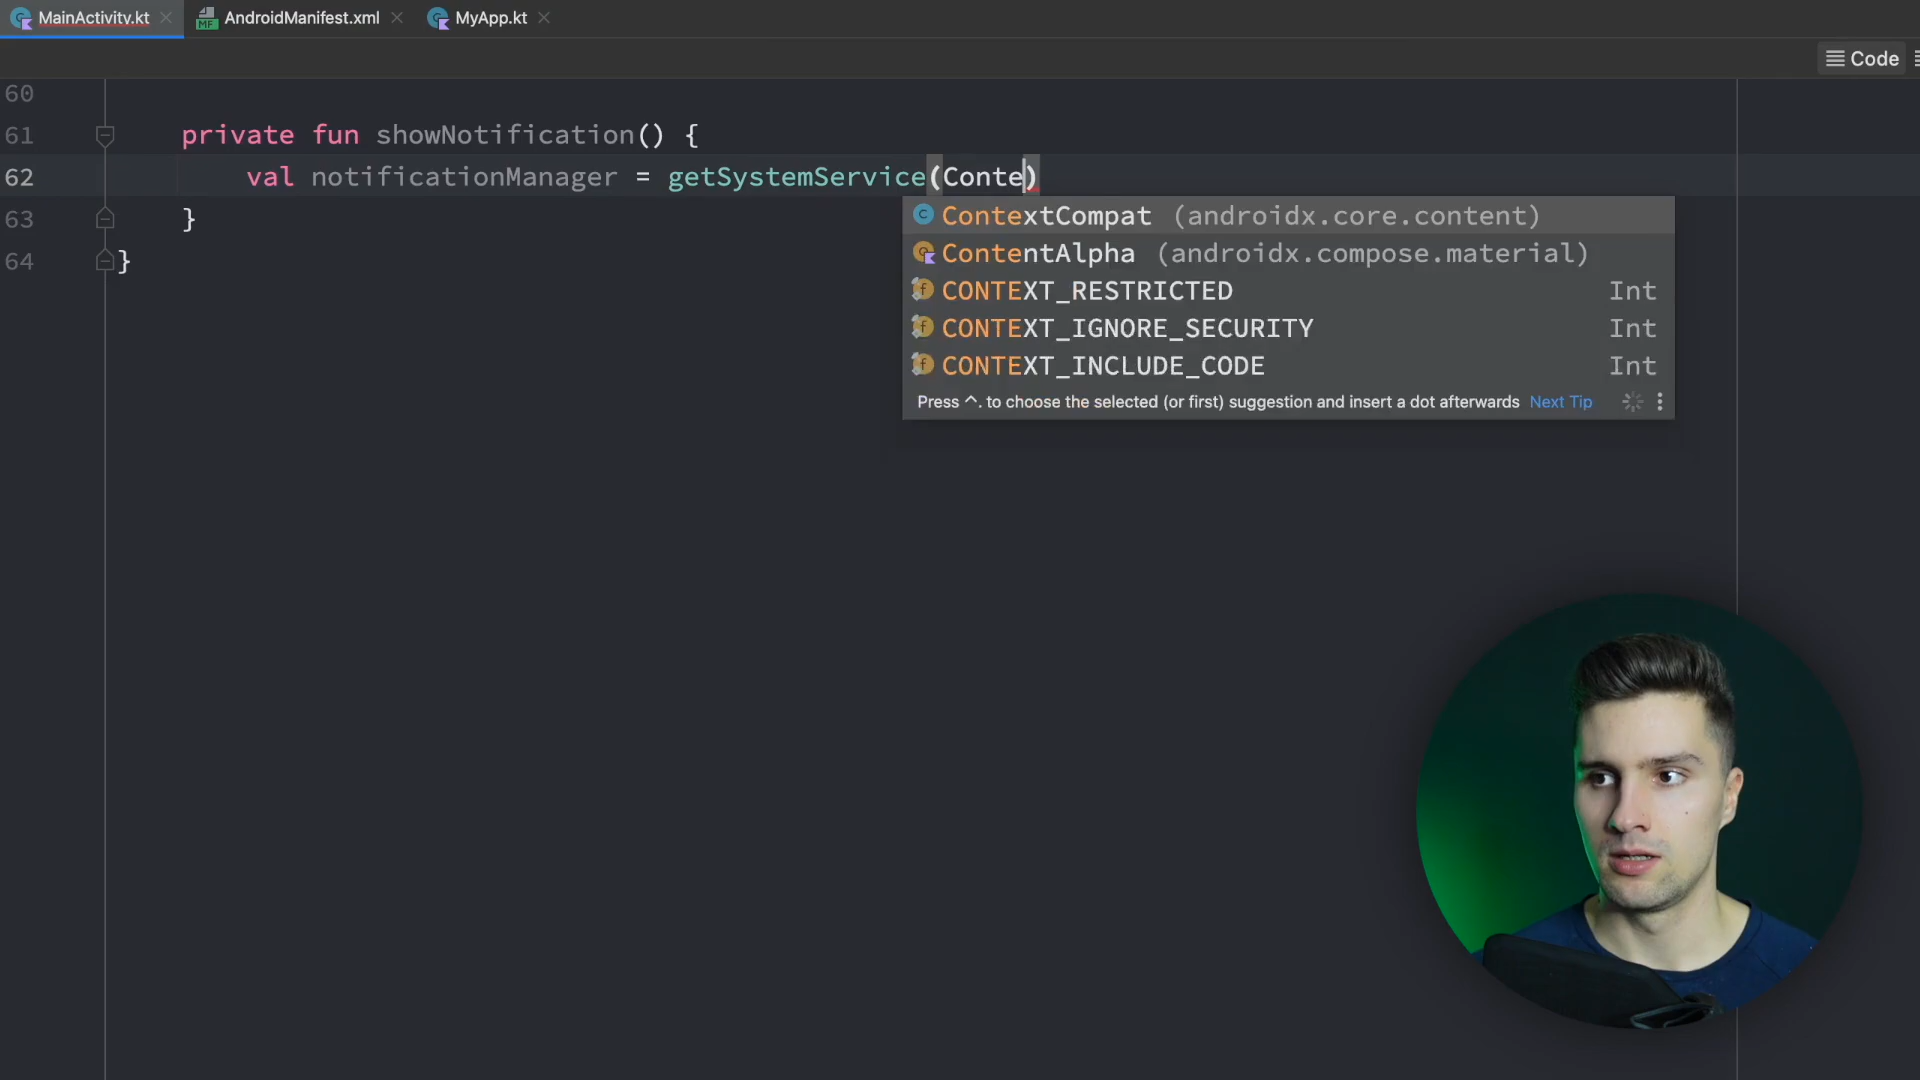 MainActivity.kt
AndroidManifest.xml
MyApp.kt
Code
60
61 private fun showNotification() {
62 val notificationManager = getSystemService(Conte)
63 }
64 }
ContextCompat (androidx.core.content)
ContentAlpha (androidx.compose.material)
CONTEXT_RESTRICTED Int
CONTEXT_IGNORE_SECURITY Int
CONTEXT_INCLUDE_CODE Int
Press ^. to choose the selected (or first) suggestion and insert a dot afterwards Next Tip